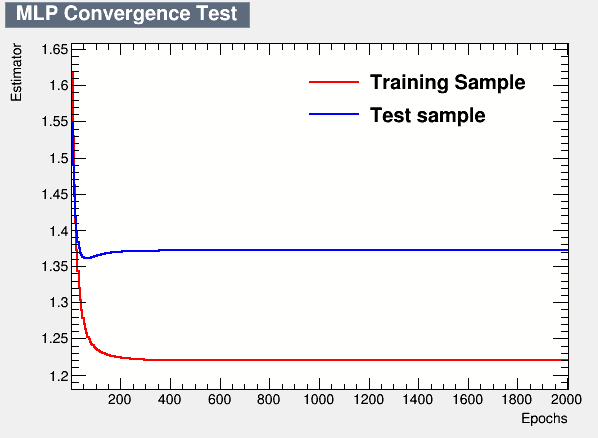 MLP Convergence Test
Estimator
1.65
1.6
1.55
1.5
1.45
1.4
1.35
1.3
1.25
1.2
Training Sample
Test sample
200 400 600 800 1000 1200 1400 1600 1800 2000
Epochs